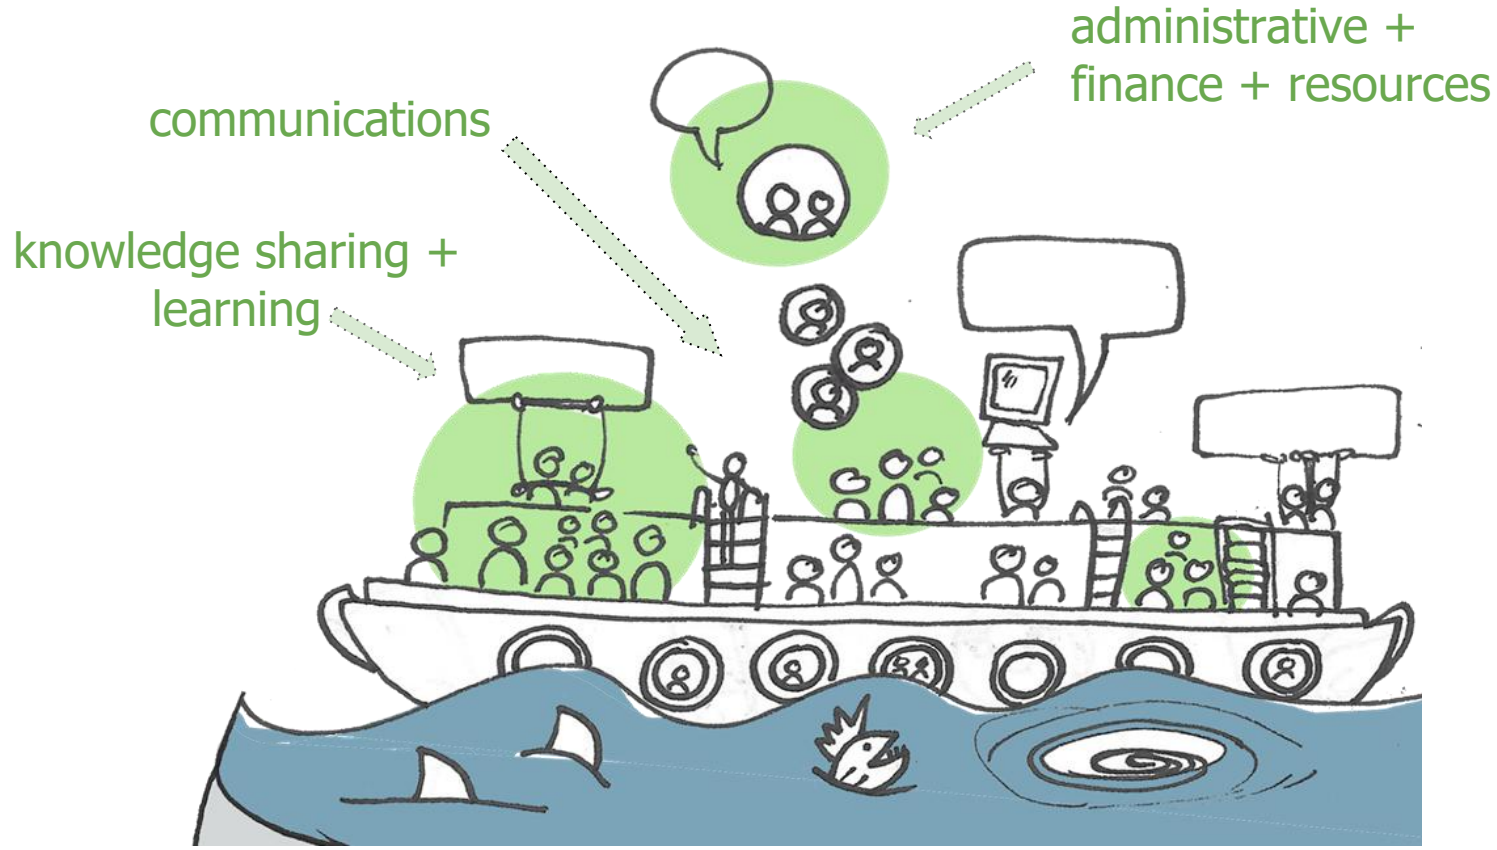 administrative +
finance + resources
communications
knowledge sharing +
learning